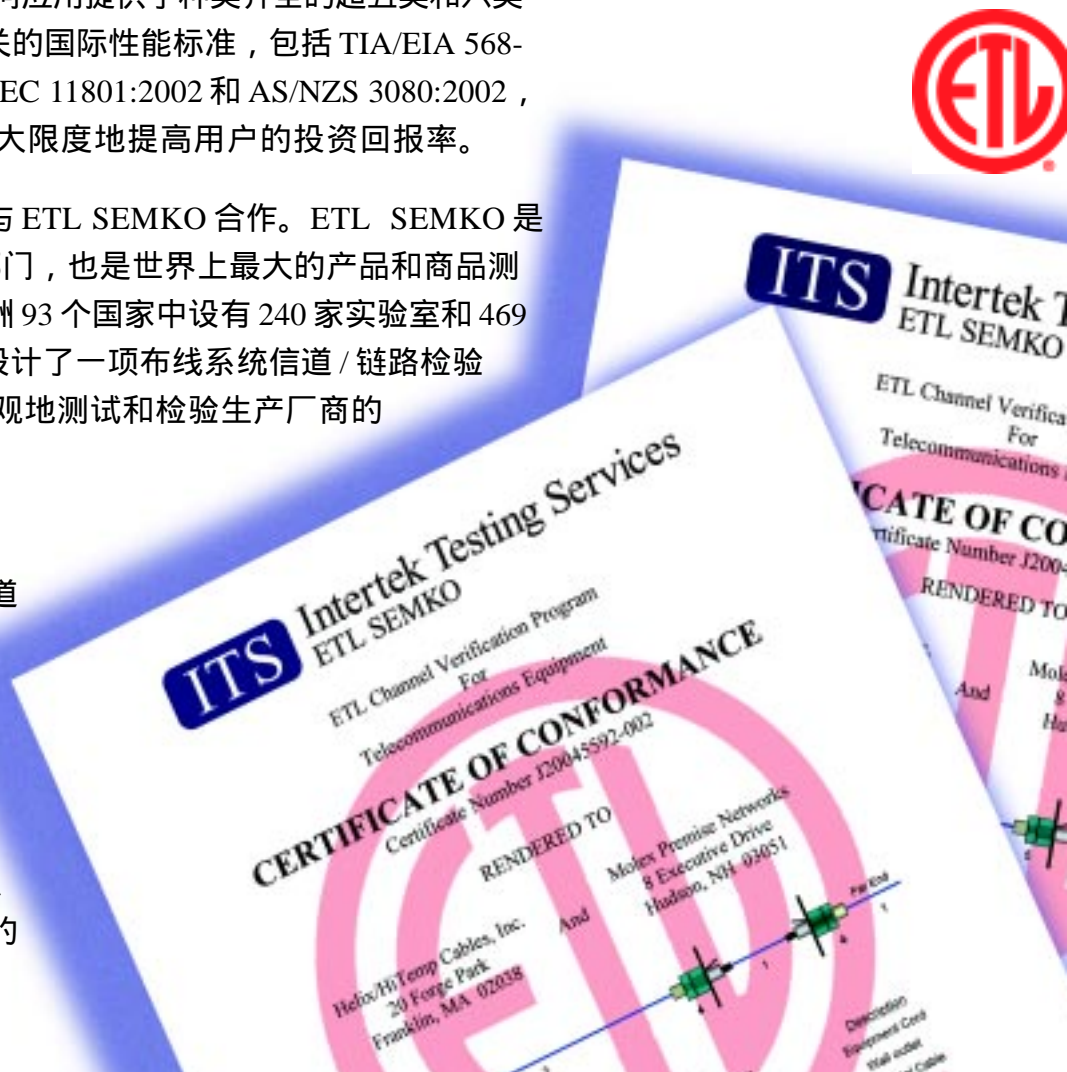 应用提供了种类齐全的超五类和六类
的国际性能标准，包括 TIA/EIA 568-
EC 11801:2002 和 AS/NZS 3080:2002，
大限度地提高用户的投资回报率。
与 ETL SEMKO 合作。ETL SEMKO 是
门，也是世界上最大的产品和商品测
93 个国家中设有 240 家实验室和 469
设计了一项布线系统信道 / 链路检验
观地测试和检验生产厂商的
道
的
ETL
ITS
Intertek Testing Services
ETL SEMKO
ETL Channel Verification Program
For
Telecommunications Equipment
CERTIFICATE OF CONFORMANCE
Certificate Number J20045592-002
RENDERED TO
Helix/HiTemp Cables, Inc.
20 Forge Park
Franklin, MA 02038
And
Molex Premise Networks
8 Executive Drive
Hudson, NH 03051
Far End
Description
Equipment Cord
Wall outlet
Cable
ITS
Intertek T
ETL SEMKO
ETL Channel Verifica
For
Telecommunications
ICATE OF CO
rtificate Number J2004
RENDERED TO
And
Mole
8
Hu